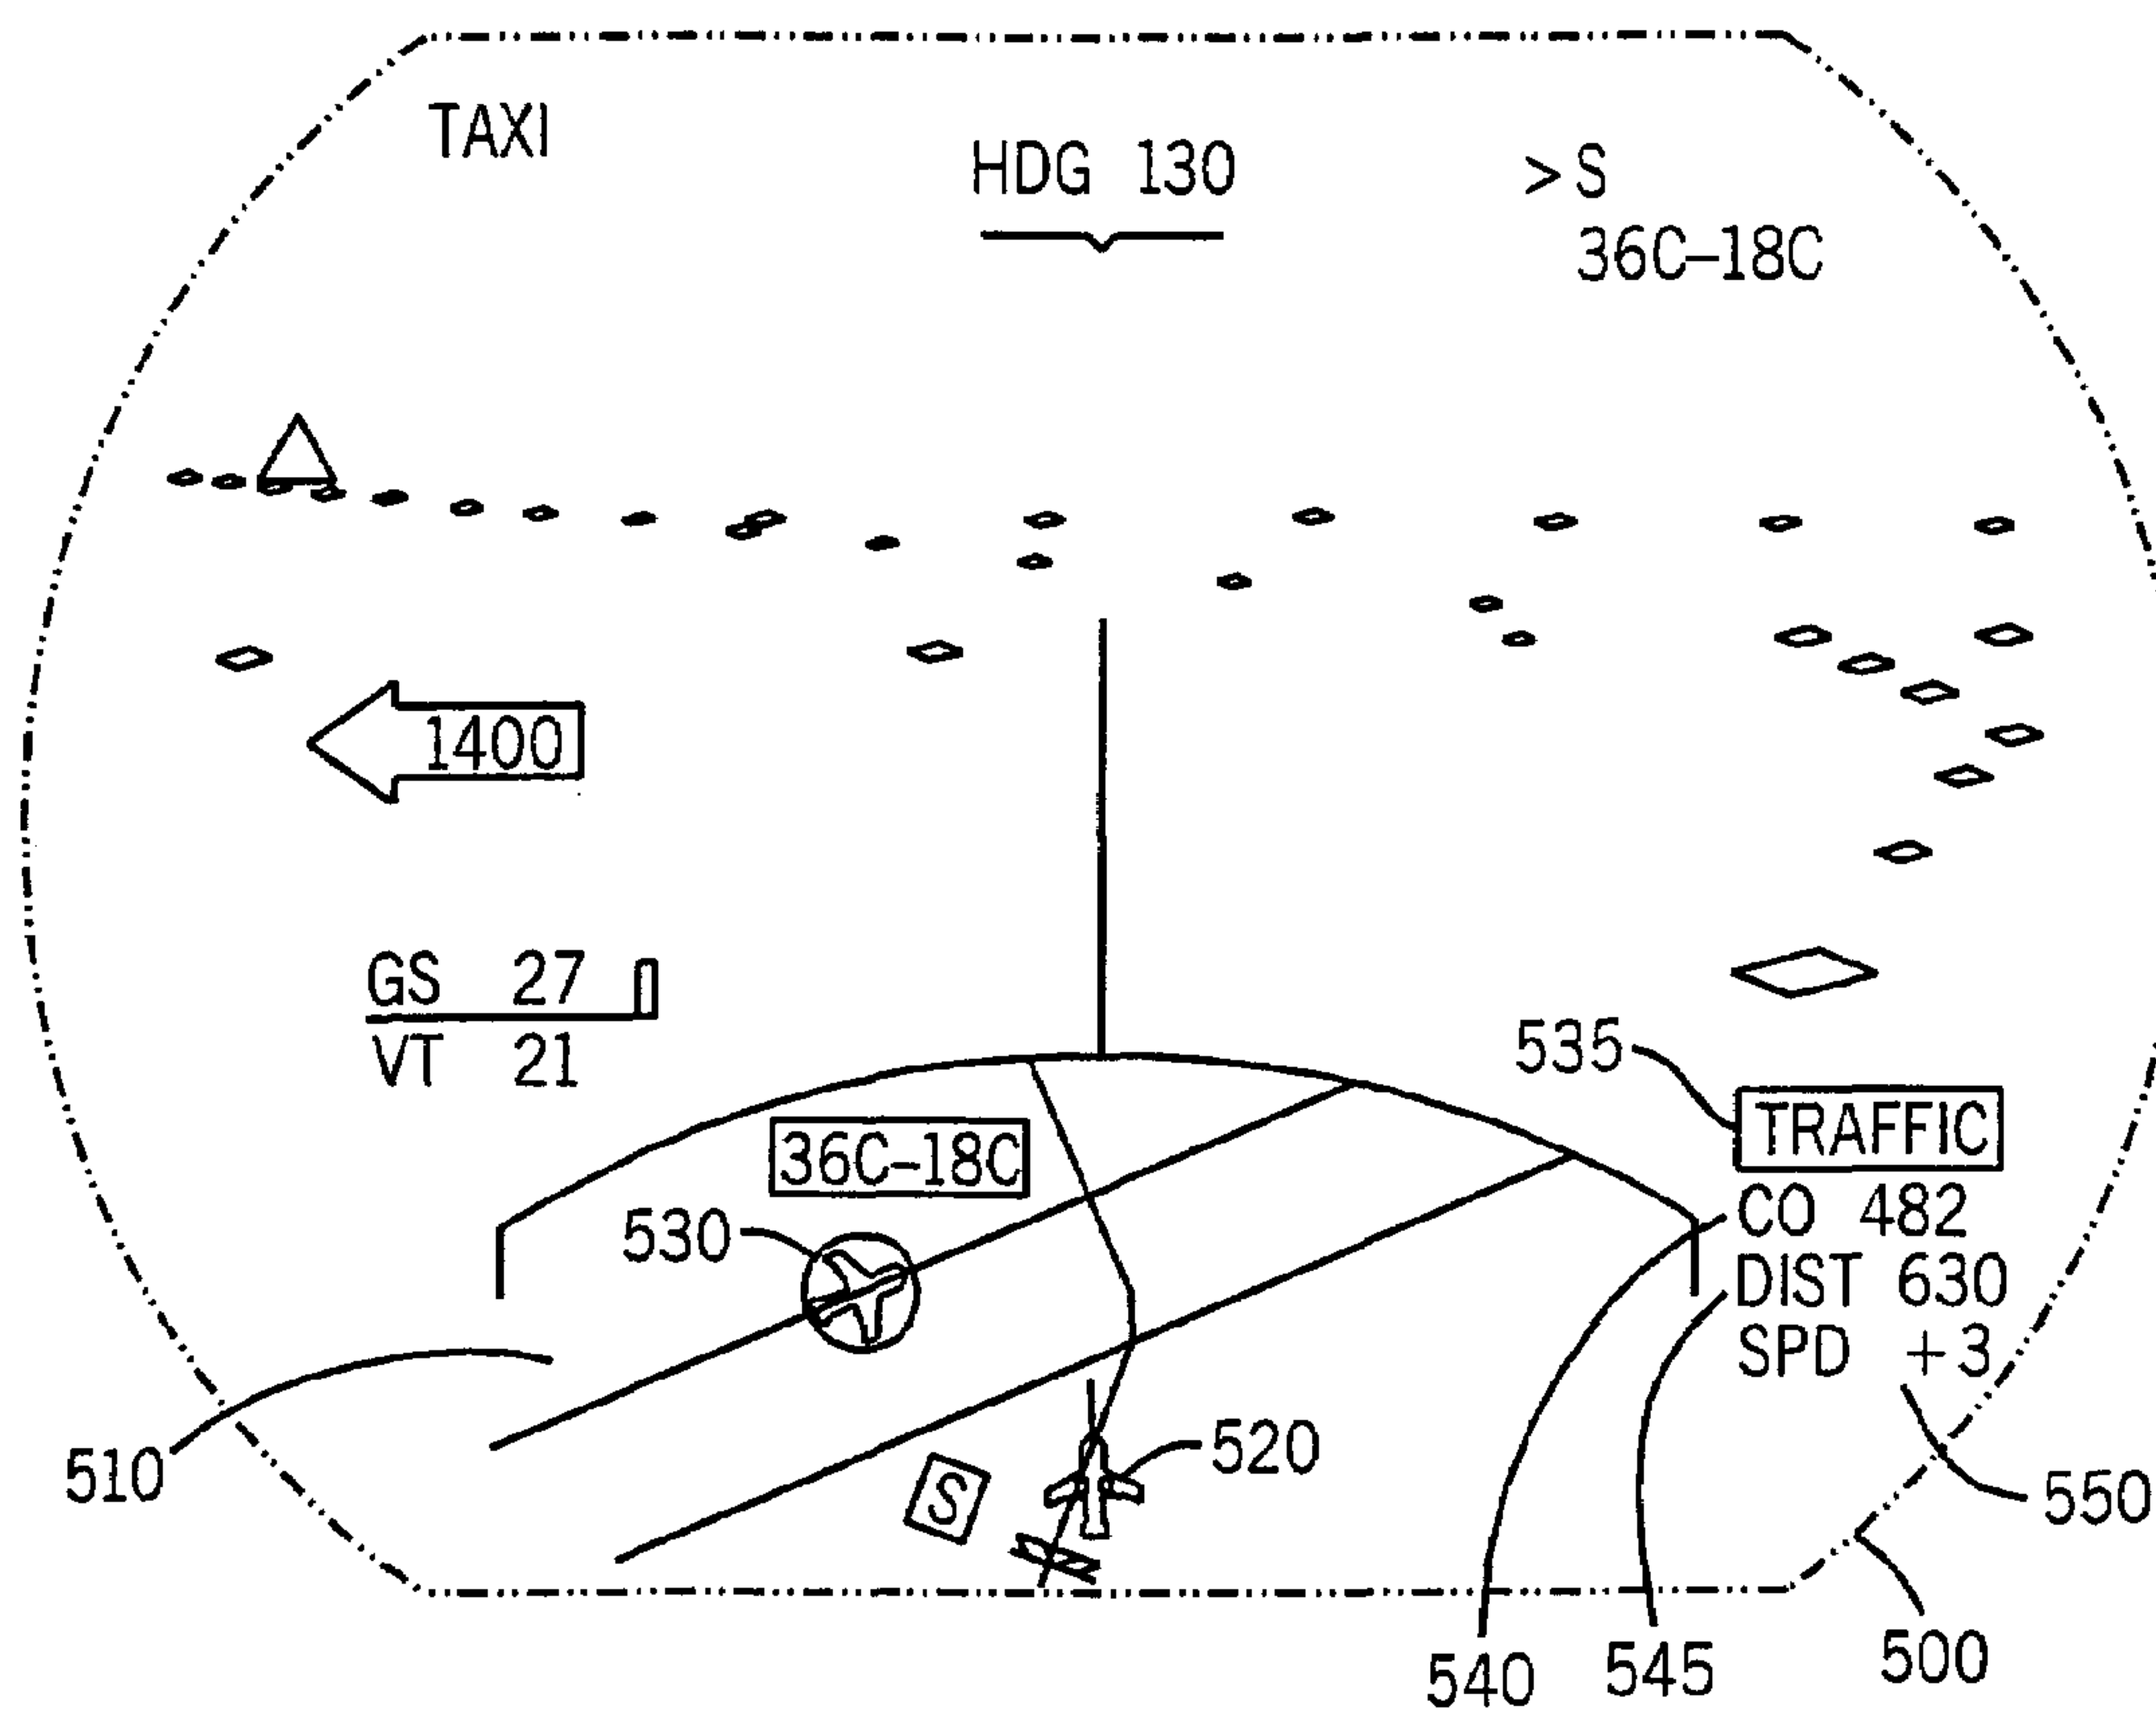 TAXI
HDG 130
>S
36C-18C
1400
GS 27
VT 21
535
TRAFFIC
36C-18C
CO 482
530
DIST 630
SPD +3
510
520
S
550
500
540
545